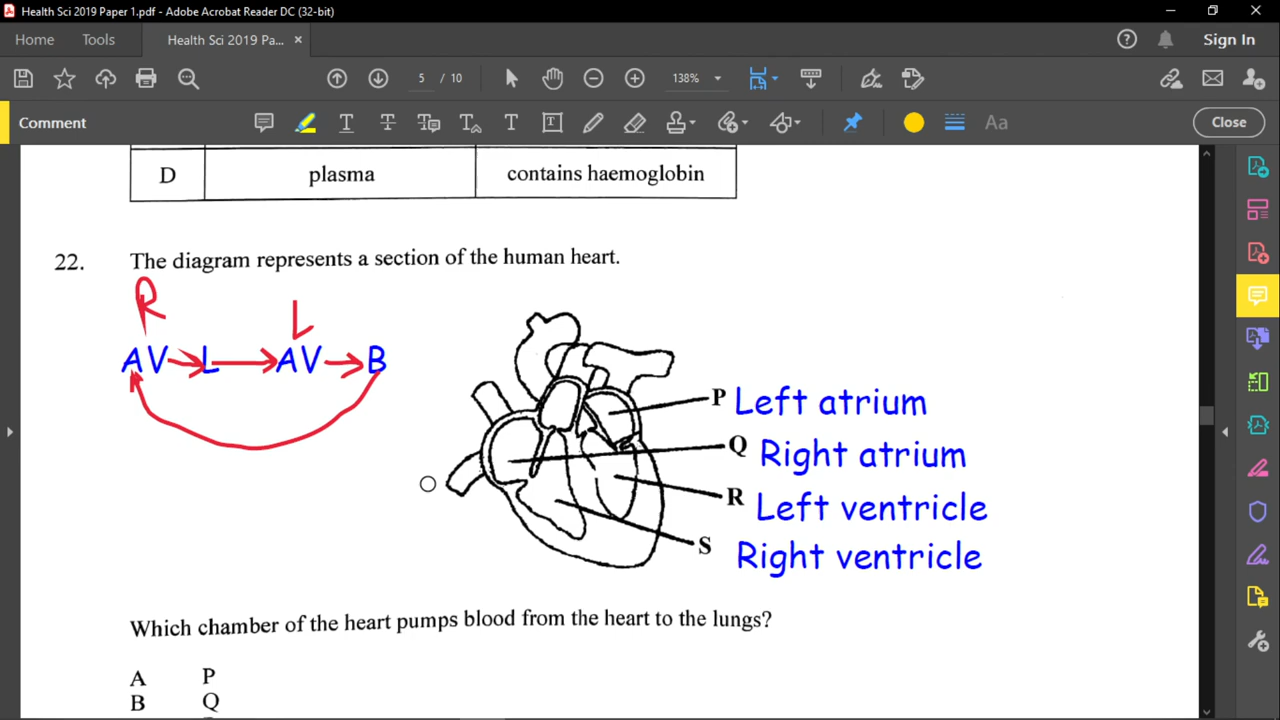 Health Sci 2019 Paper 1.pdf - Adobe Acrobat Reader DC (32-bit)
Home Tools Health Sci 2019 Pa... × Sign In
5 / 10 138%
Comment Aa Close
D plasma contains haemoglobin
22. The diagram represents a section of the human heart.
R L
AV L AV B
P Left atrium
Q Right atrium
R Left ventricle
S Right ventricle
Which chamber of the heart pumps blood from the heart to the lungs?
A P
B Q